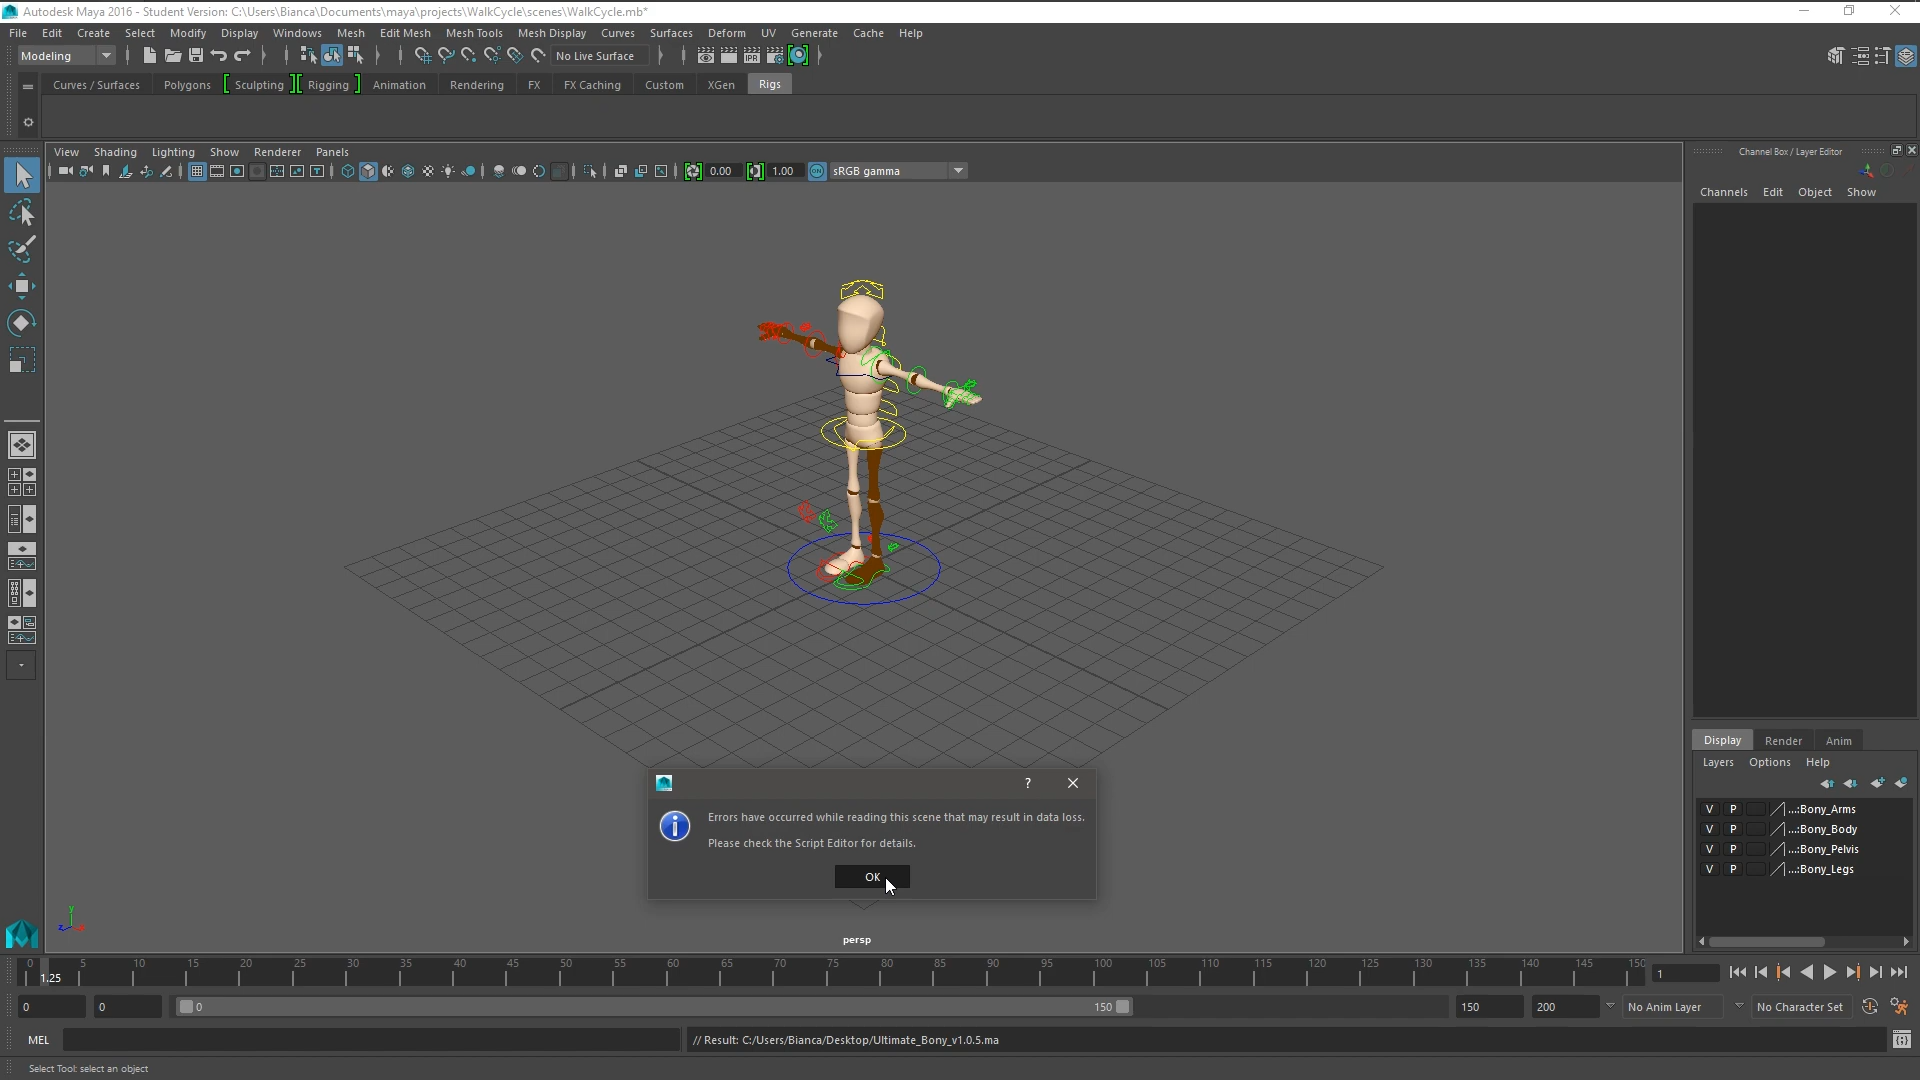 Autodesk Maya 2016 - Student Version: C:\Users\Bianca\Documents\maya\projects\WalkCycle\scenes\WalkCycle.mb*
File Edit Create Select Modify Display Windows Mesh Edit Mesh Mesh Tools Mesh Display Curves Surfaces Deform UV Generate Cache Help
Modeling No Live Surface IPR
Curves / Surfaces Polygons Sculpting Rigging Animation Rendering FX FX Caching Custom XGen Rigs
View Shading Lighting Show Renderer Panels
0.00 1.00 ON sRGB gamma
Channel Box / Layer Editor
Channels Edit Object Show
Display Render Anim
Layers Options Help
V P ...:Bony_Arms
V P ...:Bony_Body
V P ...:Bony_Pelvis
V P ...:Bony_Legs
?
Errors have occurred while reading this scene that may result in data loss.
Please check the Script Editor for details.
OK
y
z
persp
0 5 10 15 20 25 30 35 40 45 50 55 60 65 70 75 80 85 90 95 100 105 110 115 120 125 130 135 140 145 150
1.25
1
0 0 0 150 150 200 No Anim Layer No Character Set
MEL // Result: C:/Users/Bianca/Desktop/Ultimate_Bony_v1.0.5.ma
Select Tool: select an object